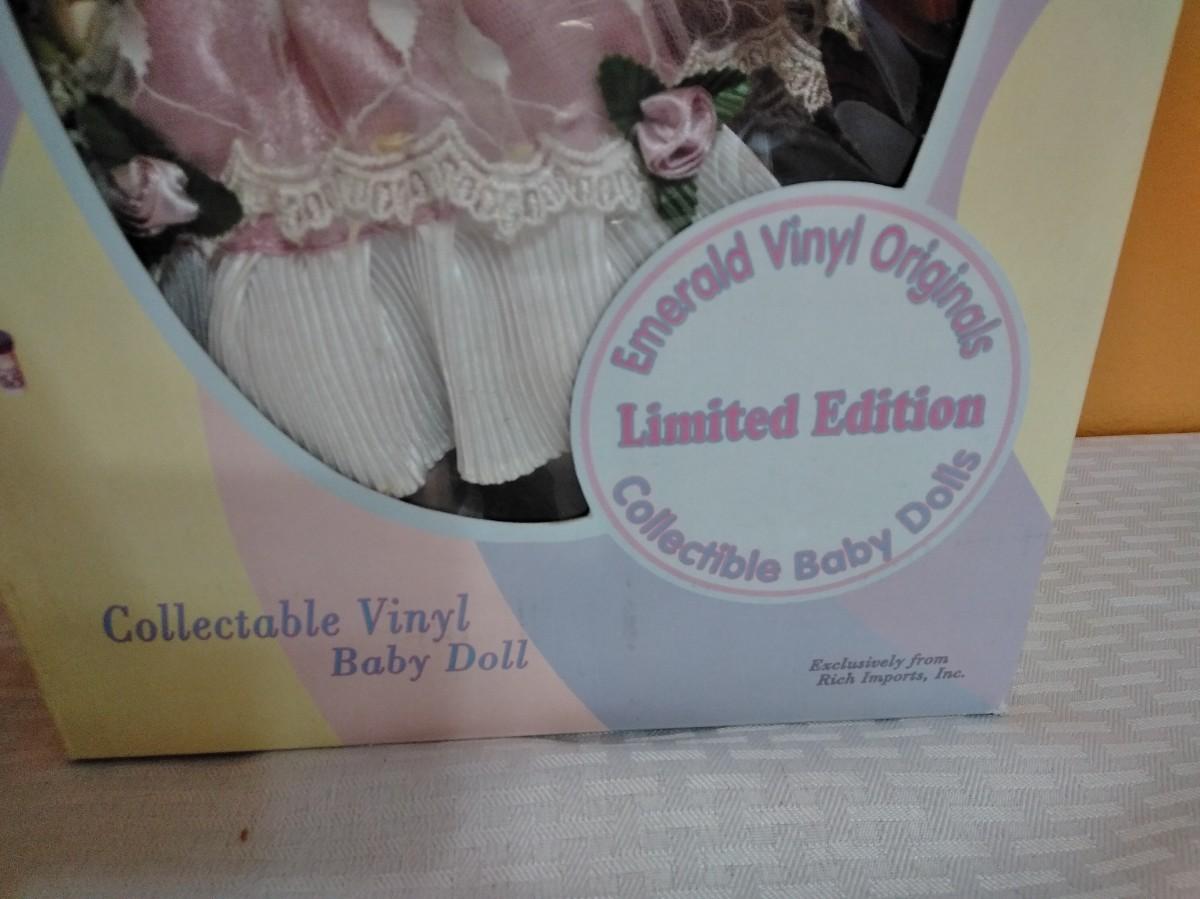 Emerald Vinyl Originals
Limited Edition
Collectible Baby Dolls
Collectable Vinyl
Baby Doll
Exclusively from
Rich Imports, Inc.